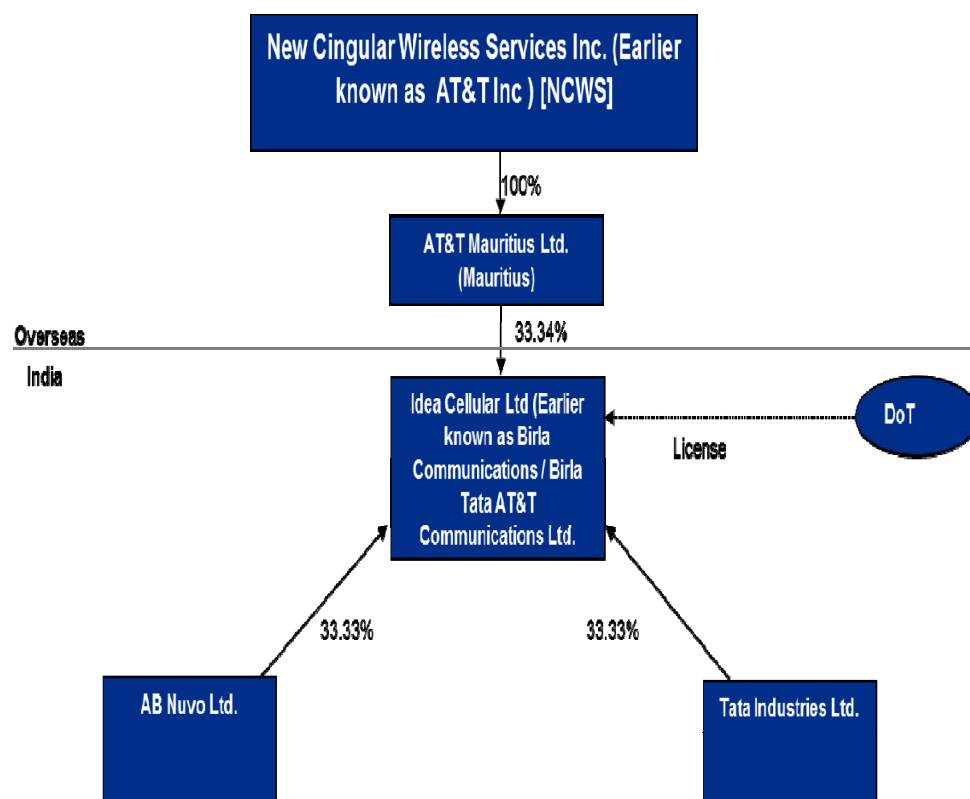 New Cingular Wireless Services Inc. (Earlier
known as AT&T Inc ) [NCWS]
100%
AT&T Mauritius Ltd.
(Mauritius)
33.34%
Overseas
India
Idea Cellular Ltd (Earlier
known as Birla
Communications / Birla
Tata AT&T
Communications Ltd.
DoT
License
33.33%
33.33%
AB Nuvo Ltd.
Tata Industries Ltd.